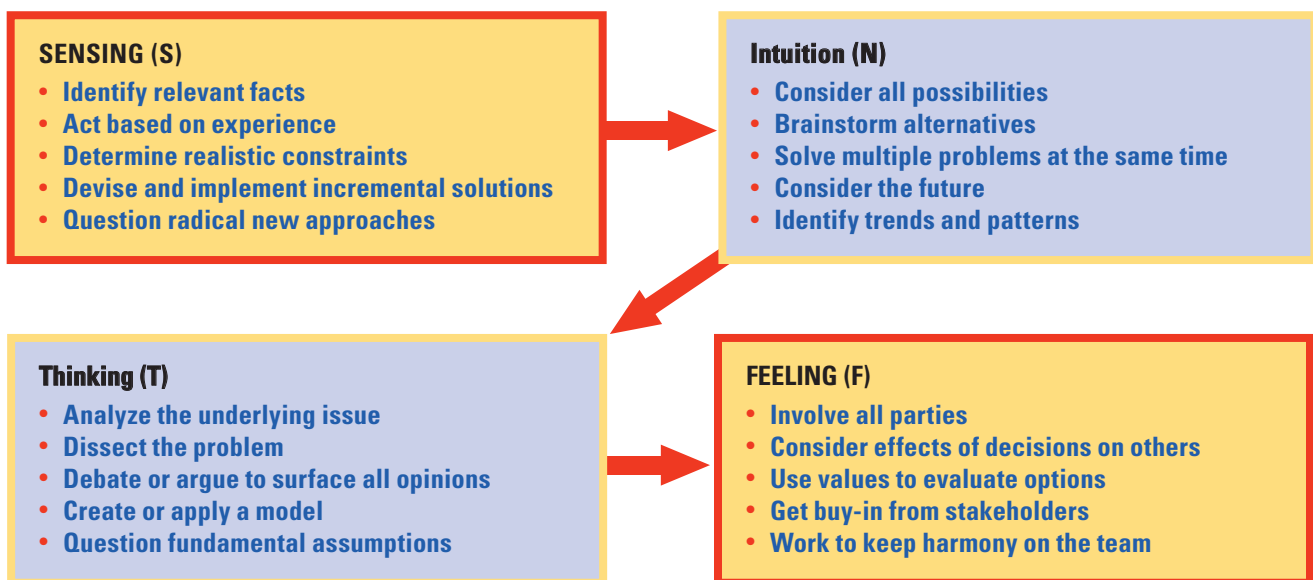 SENSING (S)
• Identify relevant facts
• Act based on experience
• Determine realistic constraints
• Devise and implement incremental solutions
• Question radical new approaches
Intuition (N)
• Consider all possibilities
• Brainstorm alternatives
• Solve multiple problems at the same time
• Consider the future
• Identify trends and patterns
Thinking (T)
• Analyze the underlying issue
• Dissect the problem
• Debate or argue to surface all opinions
• Create or apply a model
• Question fundamental assumptions
FEELING (F)
• Involve all parties
• Consider effects of decisions on others
• Use values to evaluate options
• Get buy-in from stakeholders
• Work to keep harmony on the team